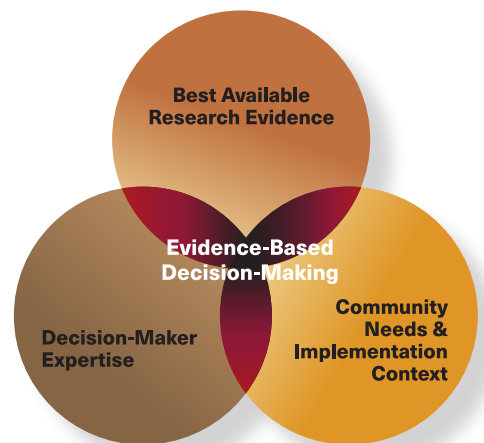 Best Available
Research Evidence
Evidence-Based
Decision-Making
Decision-Maker
Expertise
Community
Needs &
Implementation
Context